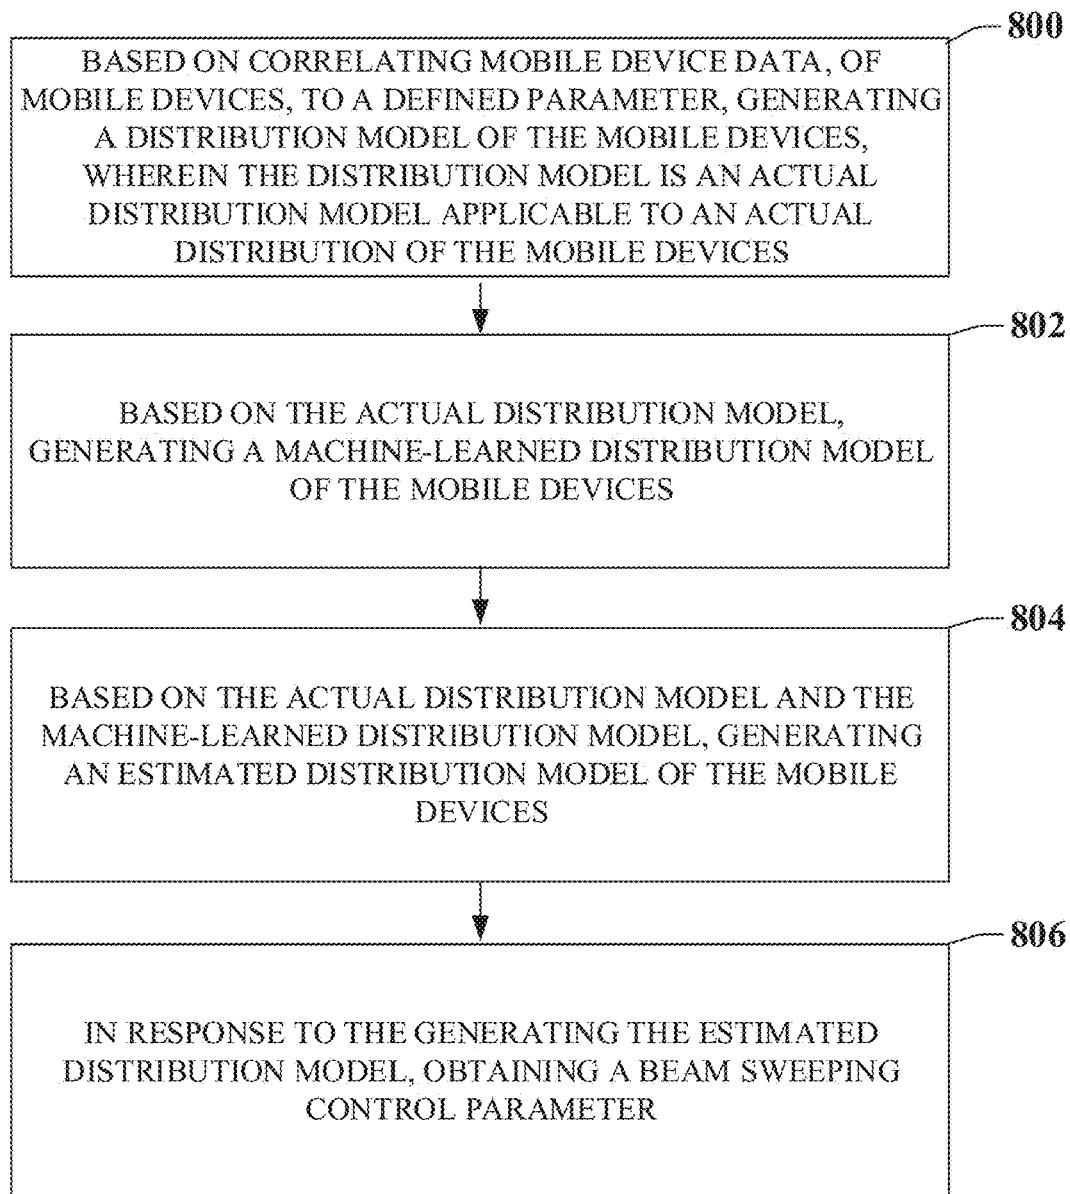 800
BASED ON CORRELATING MOBILE DEVICE DATA, OF
MOBILE DEVICES, TO A DEFINED PARAMETER, GENERATING
A DISTRIBUTION MODEL OF THE MOBILE DEVICES,
WHEREIN THE DISTRIBUTION MODEL IS AN ACTUAL
DISTRIBUTION MODEL APPLICABLE TO AN ACTUAL
DISTRIBUTION OF THE MOBILE DEVICES
802
BASED ON THE ACTUAL DISTRIBUTION MODEL,
GENERATING A MACHINE-LEARNED DISTRIBUTION MODEL
OF THE MOBILE DEVICES
804
BASED ON THE ACTUAL DISTRIBUTION MODEL AND THE
MACHINE-LEARNED DISTRIBUTION MODEL, GENERATING
AN ESTIMATED DISTRIBUTION MODEL OF THE MOBILE
DEVICES
806
IN RESPONSE TO THE GENERATING THE ESTIMATED
DISTRIBUTION MODEL, OBTAINING A BEAM SWEEPING
CONTROL PARAMETER